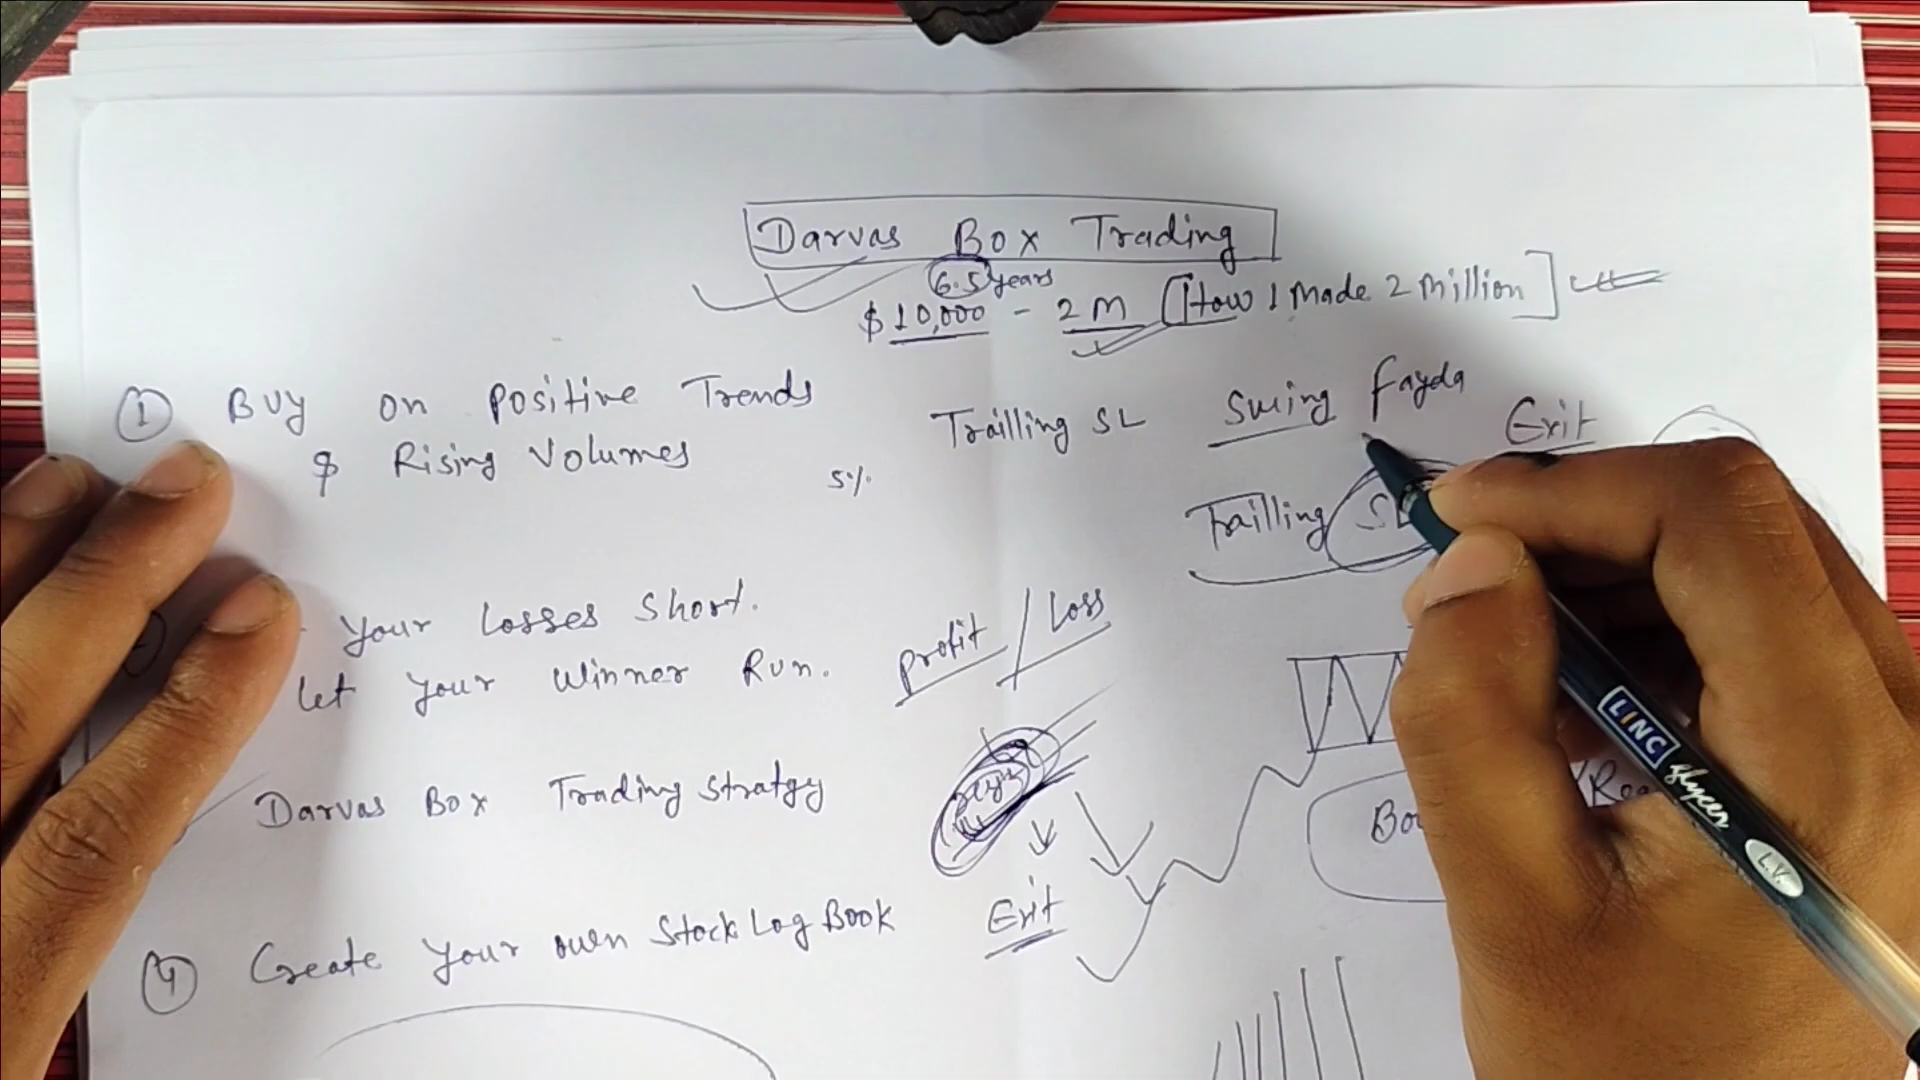 Darvas Box Trading
6.5 years
$10,000 - 2M [How I Made 2 Million]
① Buy on Positive Trends
& Rising Volumes
5%
Trailling SL
Swing fayda
Exit
Trailling
Your Losses Short.
Let Your Winner Run.
Profit / Loss
Darvas Box Trading Stratgy
④ Create Your own Stock Log Book
Exit
LINC
L.V.